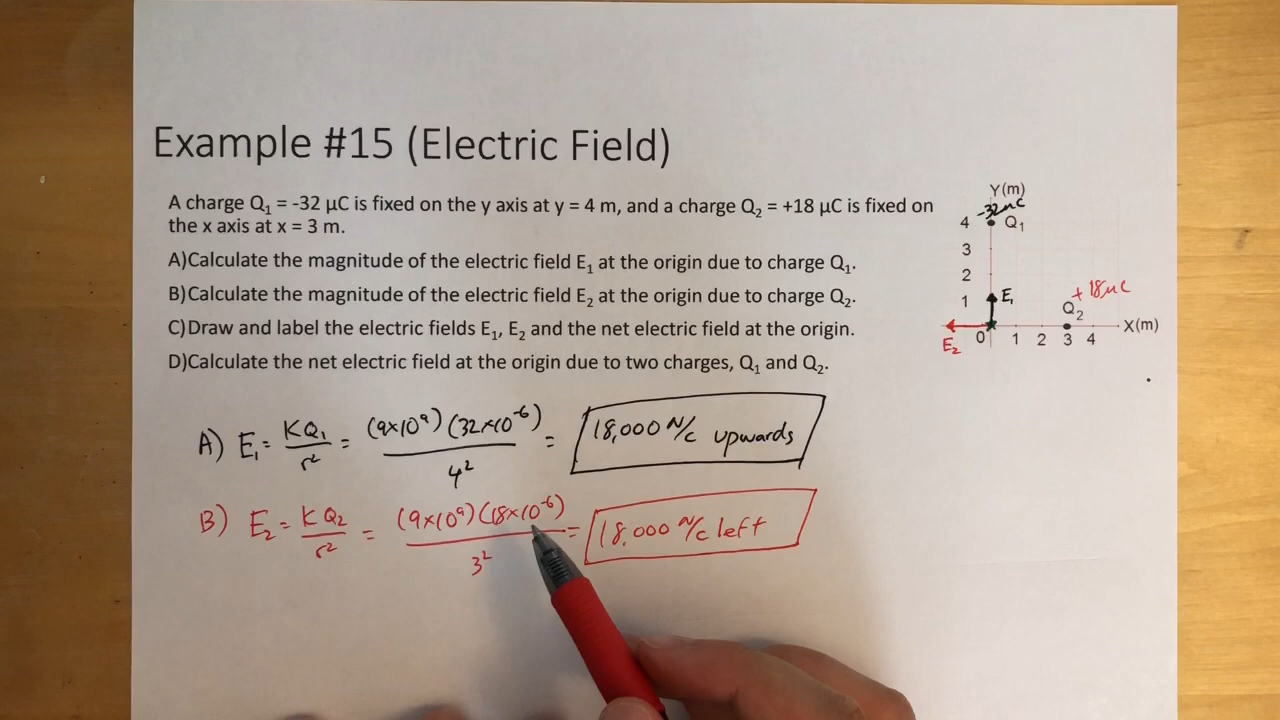 Example #15 (Electric Field)
A charge Q₁ = -32 μC is fixed on the y axis at y = 4 m, and a charge Q₂ = +18 μC is fixed on
the x axis at x = 3 m.
A)Calculate the magnitude of the electric field E₁ at the origin due to charge Q₁.
B)Calculate the magnitude of the electric field E₂ at the origin due to charge Q₂.
C)Draw and label the electric fields E₁, E₂ and the net electric field at the origin.
D)Calculate the net electric field at the origin due to two charges, Q₁ and Q₂.
Y(m)
-32μC
4 Q₁
3
2
1 E₁
+18μC
Q₂
X(m)
E₂ 0 1 2 3 4
A) E₁ = KQ₁/r² = (9×10⁹)(32×10⁻⁶)/4² = 18,000 N/C upwards
B) E₂ = KQ₂/r² = (9×10⁹)(18×10⁻⁶)/3² = 18,000 N/C left